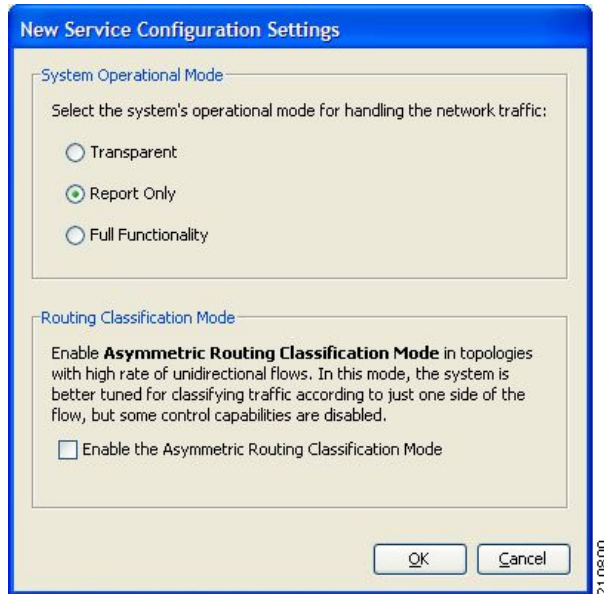 New Service Configuration Settings
System Operational Mode
Select the system's operational mode for handling the network traffic:
Transparent
Report Only
Full Functionality
Routing Classification Mode
Enable Asymmetric Routing Classification Mode in topologies
with high rate of unidirectional flows. In this mode, the system is
better tuned for classifying traffic according to just one side of the
flow, but some control capabilities are disabled.
Enable the Asymmetric Routing Classification Mode
OK
Cancel
210800